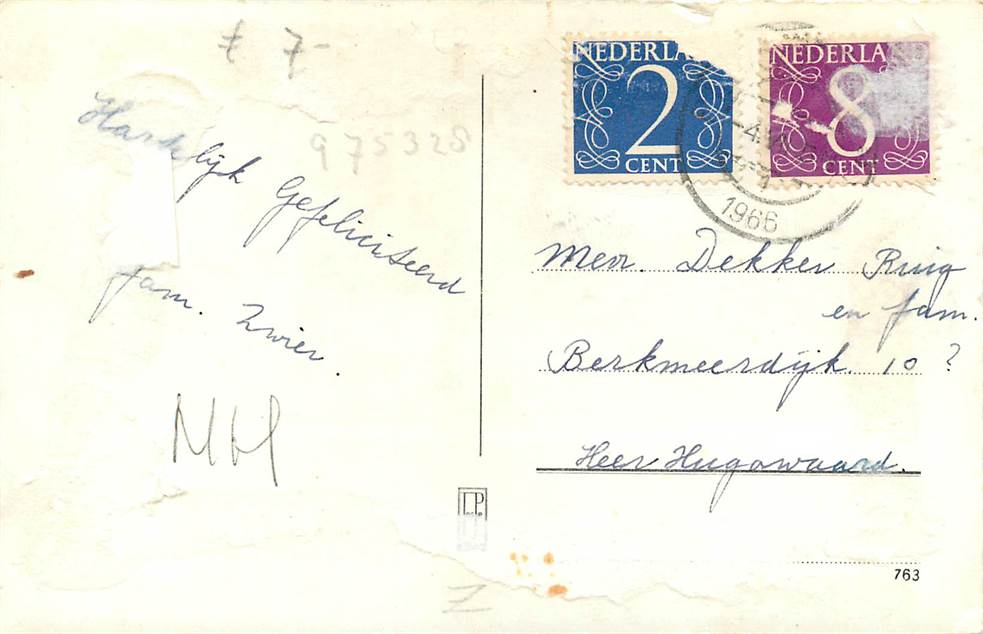 7-
975328
Hartelijk Gefeliciteerd
fam. Zwier.
NH
NEDERLA
2
CENT
NEDERLA
8
CENT
1966
Mevr. Dekker Ruig
en fam.
Berkmeerdijk. 10?
Heer Hugowaard.
763
Z